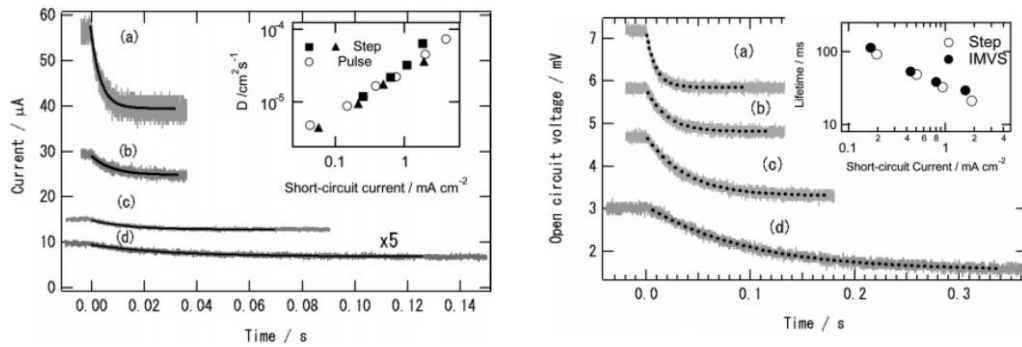 60
50
40
30
20
10
0
Current / μA
(a)
(b)
(c)
(d)
x5
0.00 0.02 0.04 0.06 0.08 0.10 0.12 0.14
Time / s
Step
Pulse
D /cm²s⁻¹
10⁻⁴
10⁻⁵
0.1 1
Short-circuit current / mA cm⁻²
7
6
5
4
3
2
Open circuit voltage / mV
(a)
(b)
(c)
(d)
0.0 0.1 0.2 0.3
Time / s
Step
IMVS
Lifetime / ms
100
10
2 4 6 8 1 2 4
Short-circuit current / mA cm⁻²